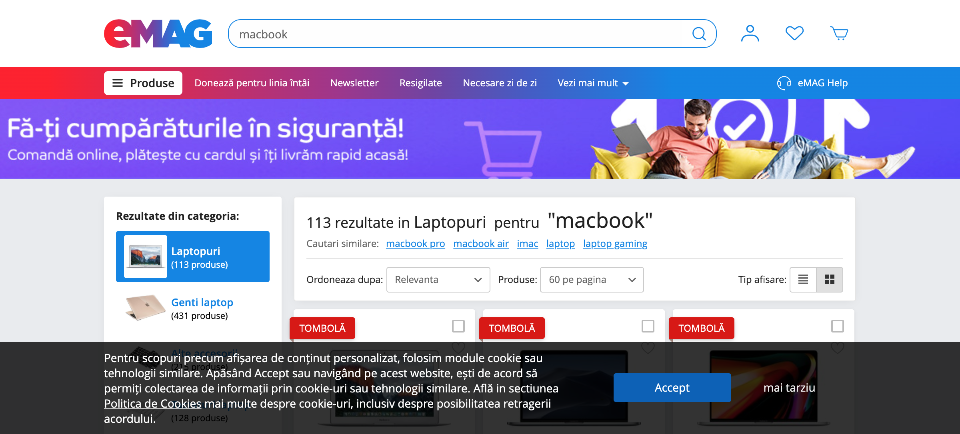 eMAG
macbook
Produse
Donează pentru linia întâi
Newsletter
Resigilate
Necesare zi de zi
Vezi mai mult
eMAG Help
Fă-ți cumpărăturile în siguranță!
Comandă online, plătește cu cardul și îți livrăm rapid acasă!
Rezultate din categoria:
Laptopuri
(113 produse)
Genti laptop
(431 produse)
113 rezultate in Laptopuri pentru "macbook"
Cautari similare: macbook pro macbook air imac laptop laptop gaming
Ordoneaza dupa: Relevanta
Produse: 60 pe pagina
Tip afisare:
TOMBOLĂ
TOMBOLĂ
TOMBOLĂ
Pentru scopuri precum afișarea de conținut personalizat, folosim module cookie sau
tehnologii similare. Apăsând Accept sau navigând pe acest website, ești de acord să
permiți colectarea de informații prin cookie-uri sau tehnologii similare. Află in sectiunea
Politica de Cookies mai multe despre cookie-uri, inclusiv despre posibilitatea retragerii
acordului.
Accept
mai tarziu
(128 produse)